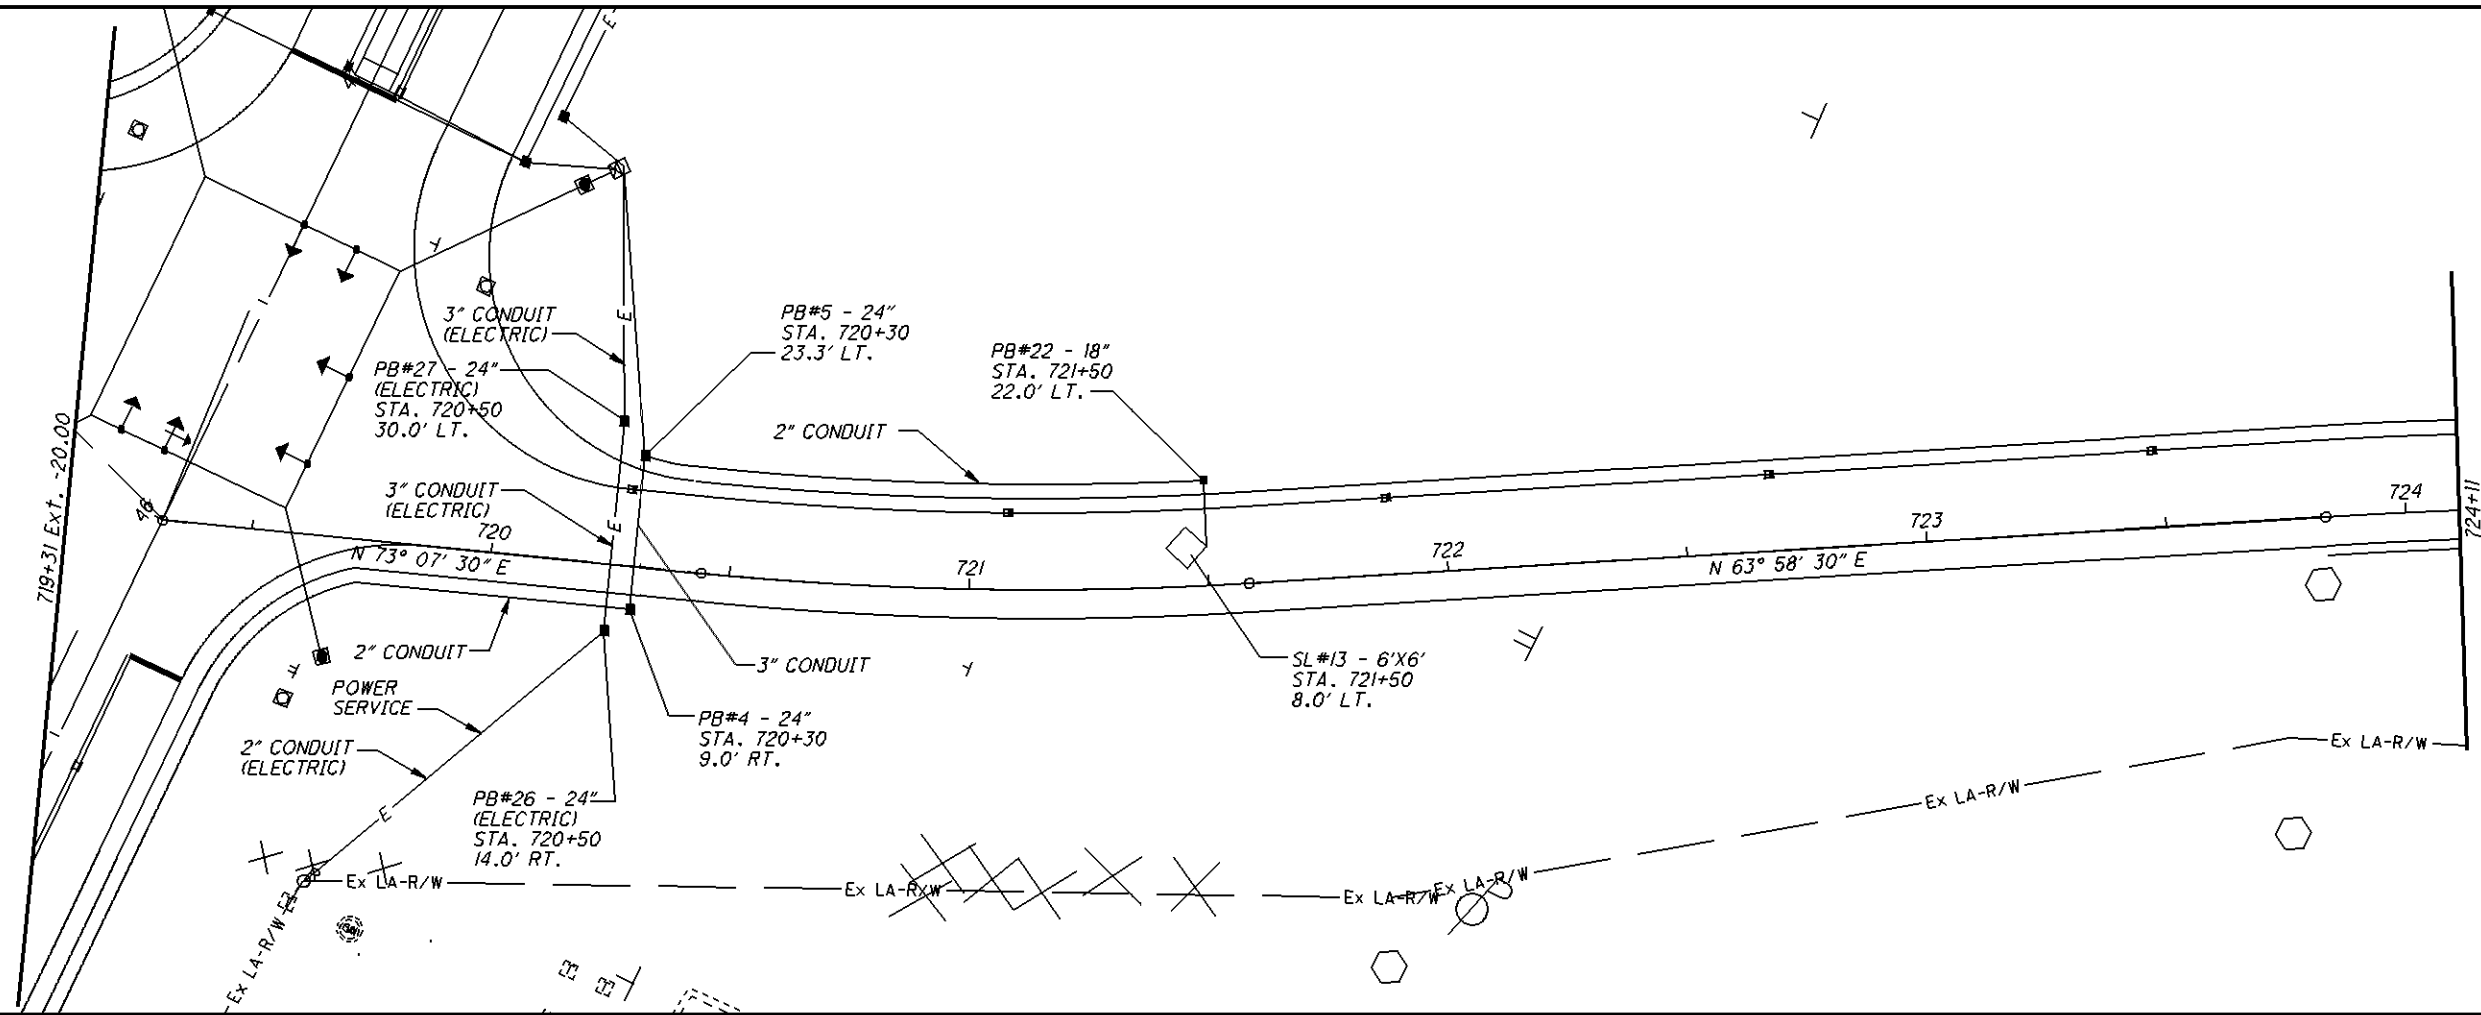 E
3" CONDUIT
(ELECTRIC)
E
PB#5 - 24"
STA. 720+30
23.3' LT.
PB#22 - 18"
STA. 721+50
22.0' LT.
PB#27 - 24"
(ELECTRIC)
STA. 720+50
30.0' LT.
2" CONDUIT
719+31 Ext. -20.00
46
3" CONDUIT
(ELECTRIC)
E
720
N 73° 07' 30" E
721
722
723
724
724+11
N 63° 58' 30" E
2" CONDUIT
3" CONDUIT
SL#13 - 6'X6'
STA. 721+50
8.0' LT.
POWER
SERVICE
2" CONDUIT
(ELECTRIC)
PB#4 - 24"
STA. 720+30
9.0' RT.
E
PB#26 - 24"
(ELECTRIC)
STA. 720+50
14.0' RT.
Ex LA-R/W
Ex LA-R/W
Ex LA-R/W
Ex LA-R/W
Ex LA-R/W
Ex LA-R/W
Ex LA-R/W